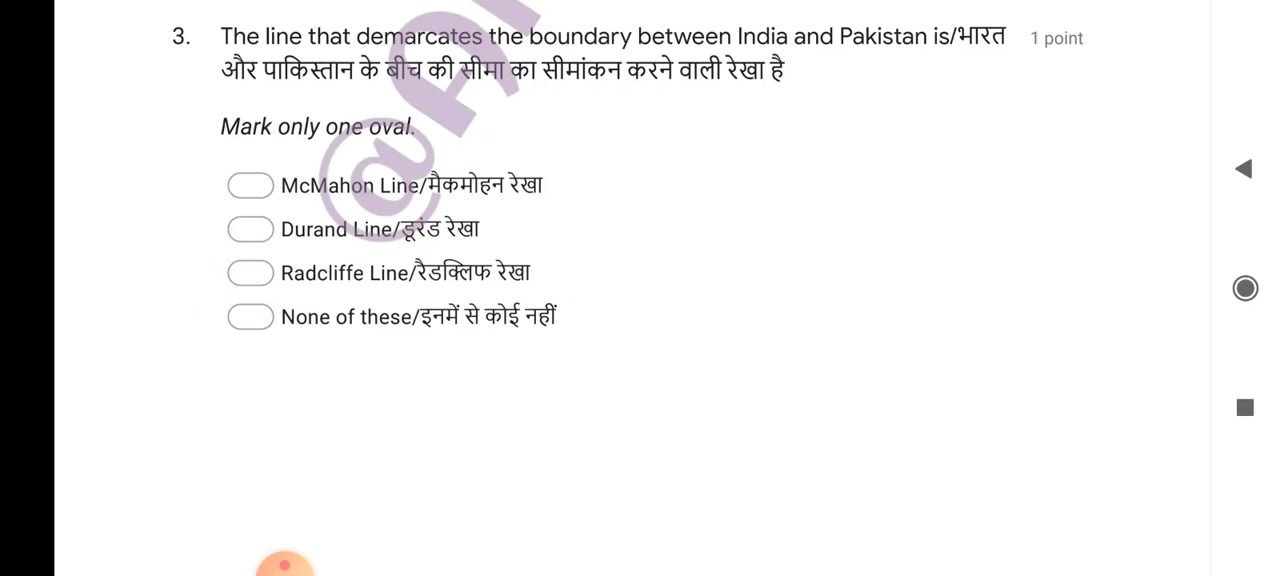 3. The line that demarcates the boundary between India and Pakistan is/भारत 1 point
और पाकिस्तान के बीच की सीमा का सीमांकन करने वाली रेखा है
Mark only one oval.
McMahon Line/मैकमोहन रेखा
Durand Line/डूरंड रेखा
Radcliffe Line/रैडक्लिफ रेखा
None of these/इनमें से कोई नहीं